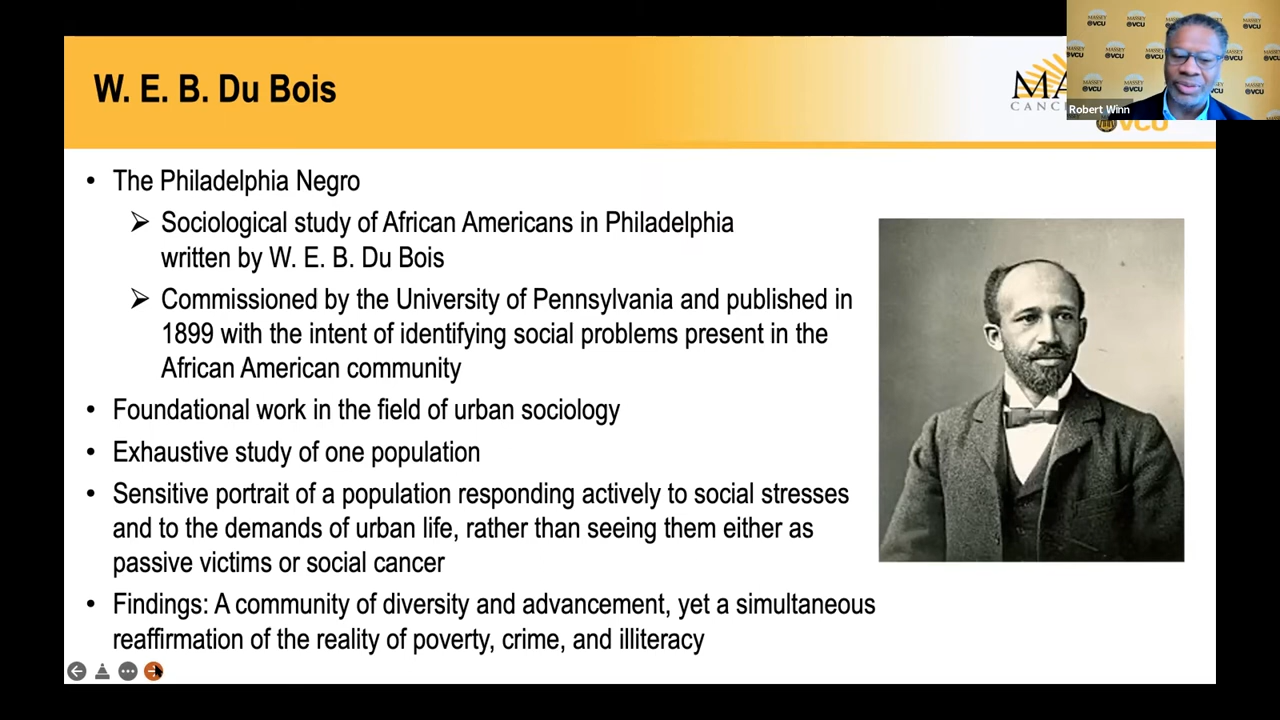 W. E. B. Du Bois
MA
CANC
VCU
Robert Winn
MASSEY
@VCU
• The Philadelphia Negro
➢ Sociological study of African Americans in Philadelphia
written by W. E. B. Du Bois
➢ Commissioned by the University of Pennsylvania and published in
1899 with the intent of identifying social problems present in the
African American community
• Foundational work in the field of urban sociology
• Exhaustive study of one population
• Sensitive portrait of a population responding actively to social stresses
and to the demands of urban life, rather than seeing them either as
passive victims or social cancer
• Findings: A community of diversity and advancement, yet a simultaneous
reaffirmation of the reality of poverty, crime, and illiteracy